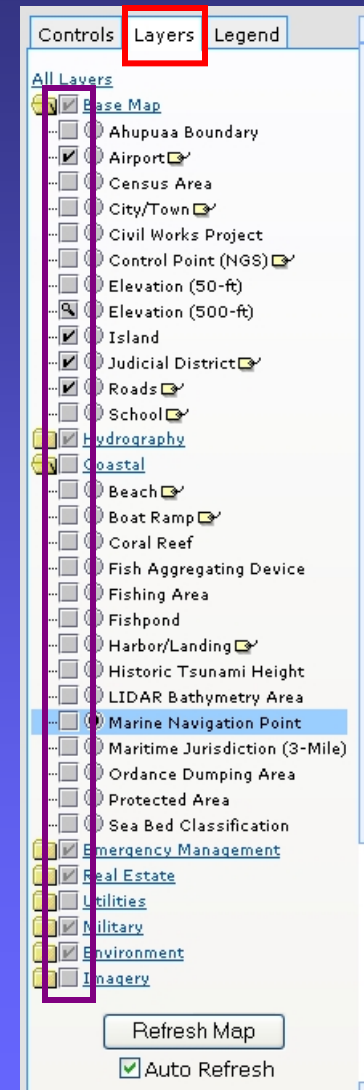 Controls Layers Legend
All Layers
Base Map
Ahupuaa Boundary
Airport
Census Area
City/Town
Civil Works Project
Control Point (NGS)
Elevation (50-ft)
Elevation (500-ft)
Island
Judicial District
Roads
School
Hydrography
Coastal
Beach
Boat Ramp
Coral Reef
Fish Aggregating Device
Fishing Area
Fishpond
Harbor/Landing
Historic Tsunami Height
LIDAR Bathymetry Area
Marine Navigation Point
Maritime Jurisdiction (3-Mile)
Ordance Dumping Area
Protected Area
Sea Bed Classification
Emergency Management
Real Estate
Utilities
Military
Environment
Imagery
Refresh Map
Auto Refresh